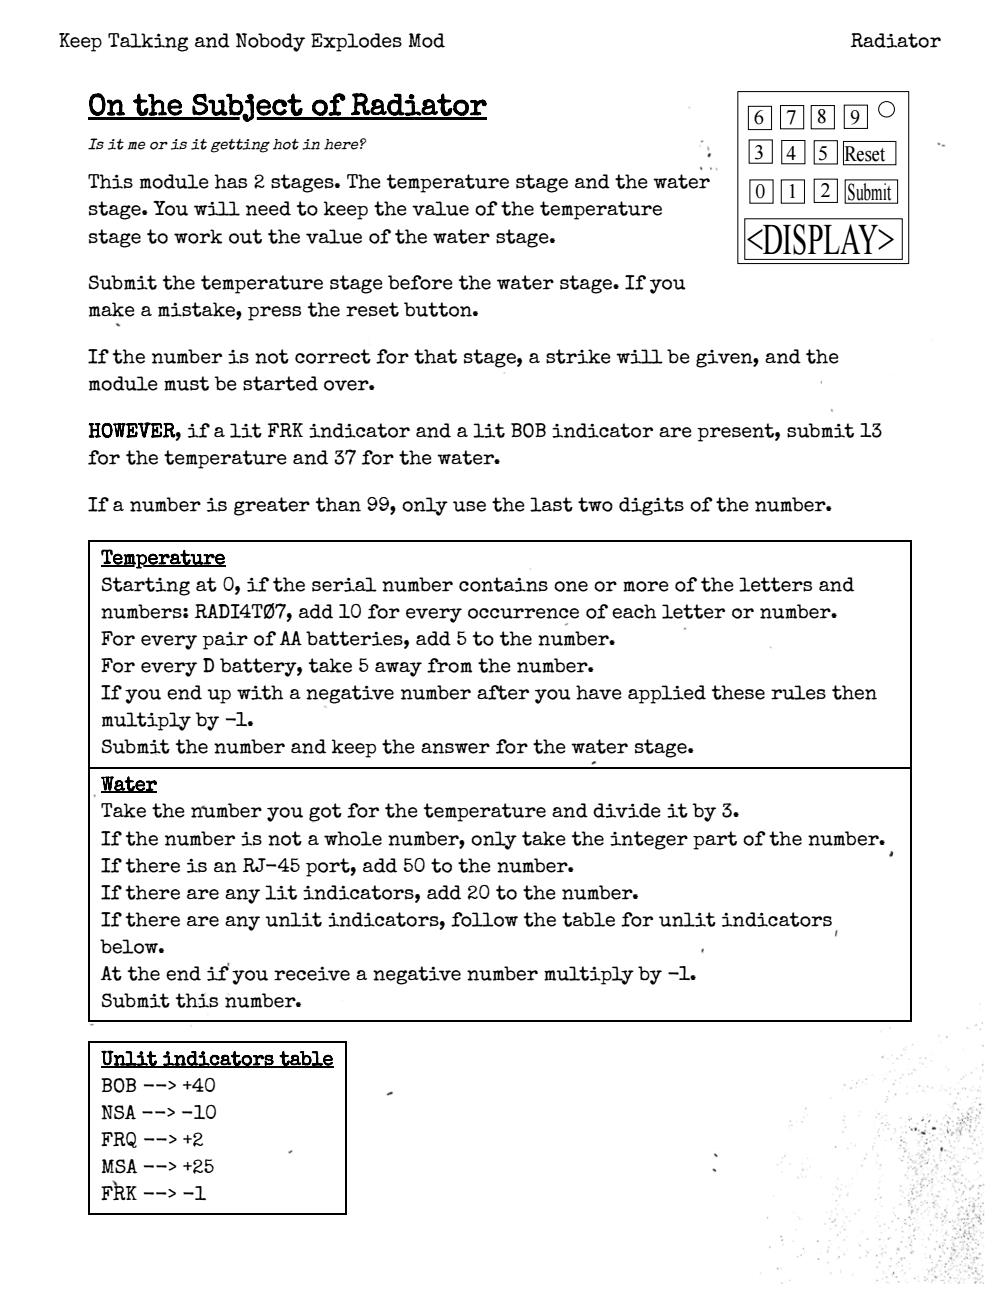 Keep Talking and Nobody Explodes Mod
Radiator
On the Subject of Radiator
Is it me or is it getting hot in here?
This module has 2 stages. The temperature stage and the water
stage. You will need to keep the value of the temperature
stage to work out the value of the water stage.
6 7 8 9
3 4 5 Reset
0 1 2 Submit
<DISPLAY>
Submit the temperature stage before the water stage. If you
make a mistake, press the reset button.
If the number is not correct for that stage, a strike will be given, and the
module must be started over.
HOWEVER, if a lit FRK indicator and a lit BOB indicator are present, submit 13
for the temperature and 37 for the water.
If a number is greater than 99, only use the last two digits of the number.
Temperature
Starting at 0, if the serial number contains one or more of the letters and
numbers: RADI4TØ7, add 10 for every occurrence of each letter or number.
For every pair of AA batteries, add 5 to the number.
For every D battery, take 5 away from the number.
If you end up with a negative number after you have applied these rules then
multiply by -1.
Submit the number and keep the answer for the water stage.
Water
Take the number you got for the temperature and divide it by 3.
If the number is not a whole number, only take the integer part of the number.
If there is an RJ-45 port, add 50 to the number.
If there are any lit indicators, add 20 to the number.
If there are any unlit indicators, follow the table for unlit indicators
below.
At the end if you receive a negative number multiply by -1.
Submit this number.
Unlit indicators table
BOB --> +40
NSA --> -10
FRQ --> +2
MSA --> +25
FRK --> -1